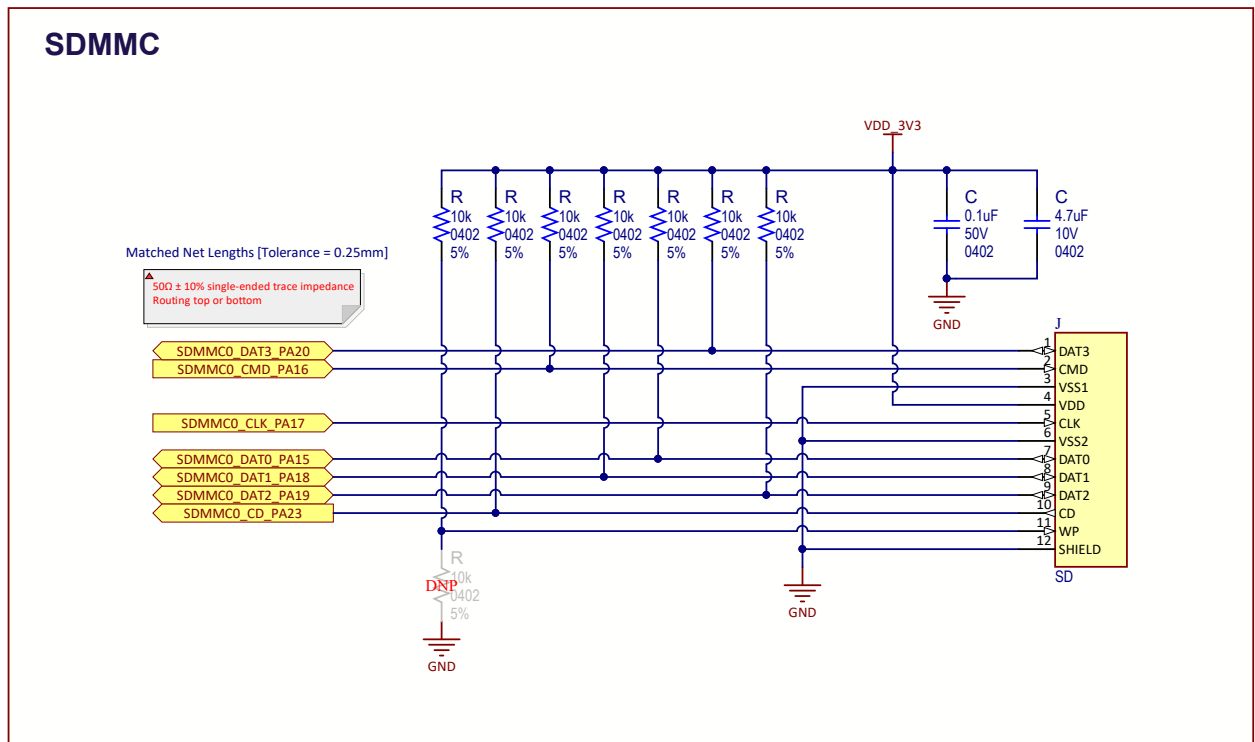 SDMMC
VDD_3V3
R
10k
0402
5%
R
10k
0402
5%
R
10k
0402
5%
R
10k
0402
5%
R
10k
0402
5%
R
10k
0402
5%
R
10k
0402
5%
C
0.1uF
50V
0402
C
4.7uF
10V
0402
GND
Matched Net Lengths [Tolerance = 0.25mm]
50Ω ± 10% single-ended trace impedance
Routing top or bottom
SDMMC0_DAT3_PA20
SDMMC0_CMD_PA16
SDMMC0_CLK_PA17
SDMMC0_DAT0_PA15
SDMMC0_DAT1_PA18
SDMMC0_DAT2_PA19
SDMMC0_CD_PA23
J
1 DAT3
2 CMD
3 VSS1
4 VDD
5 CLK
6 VSS2
7 DAT0
8 DAT1
9 DAT2
10 CD
11 WP
12 SHIELD
SD
R
10k
DNP
0402
5%
GND
GND